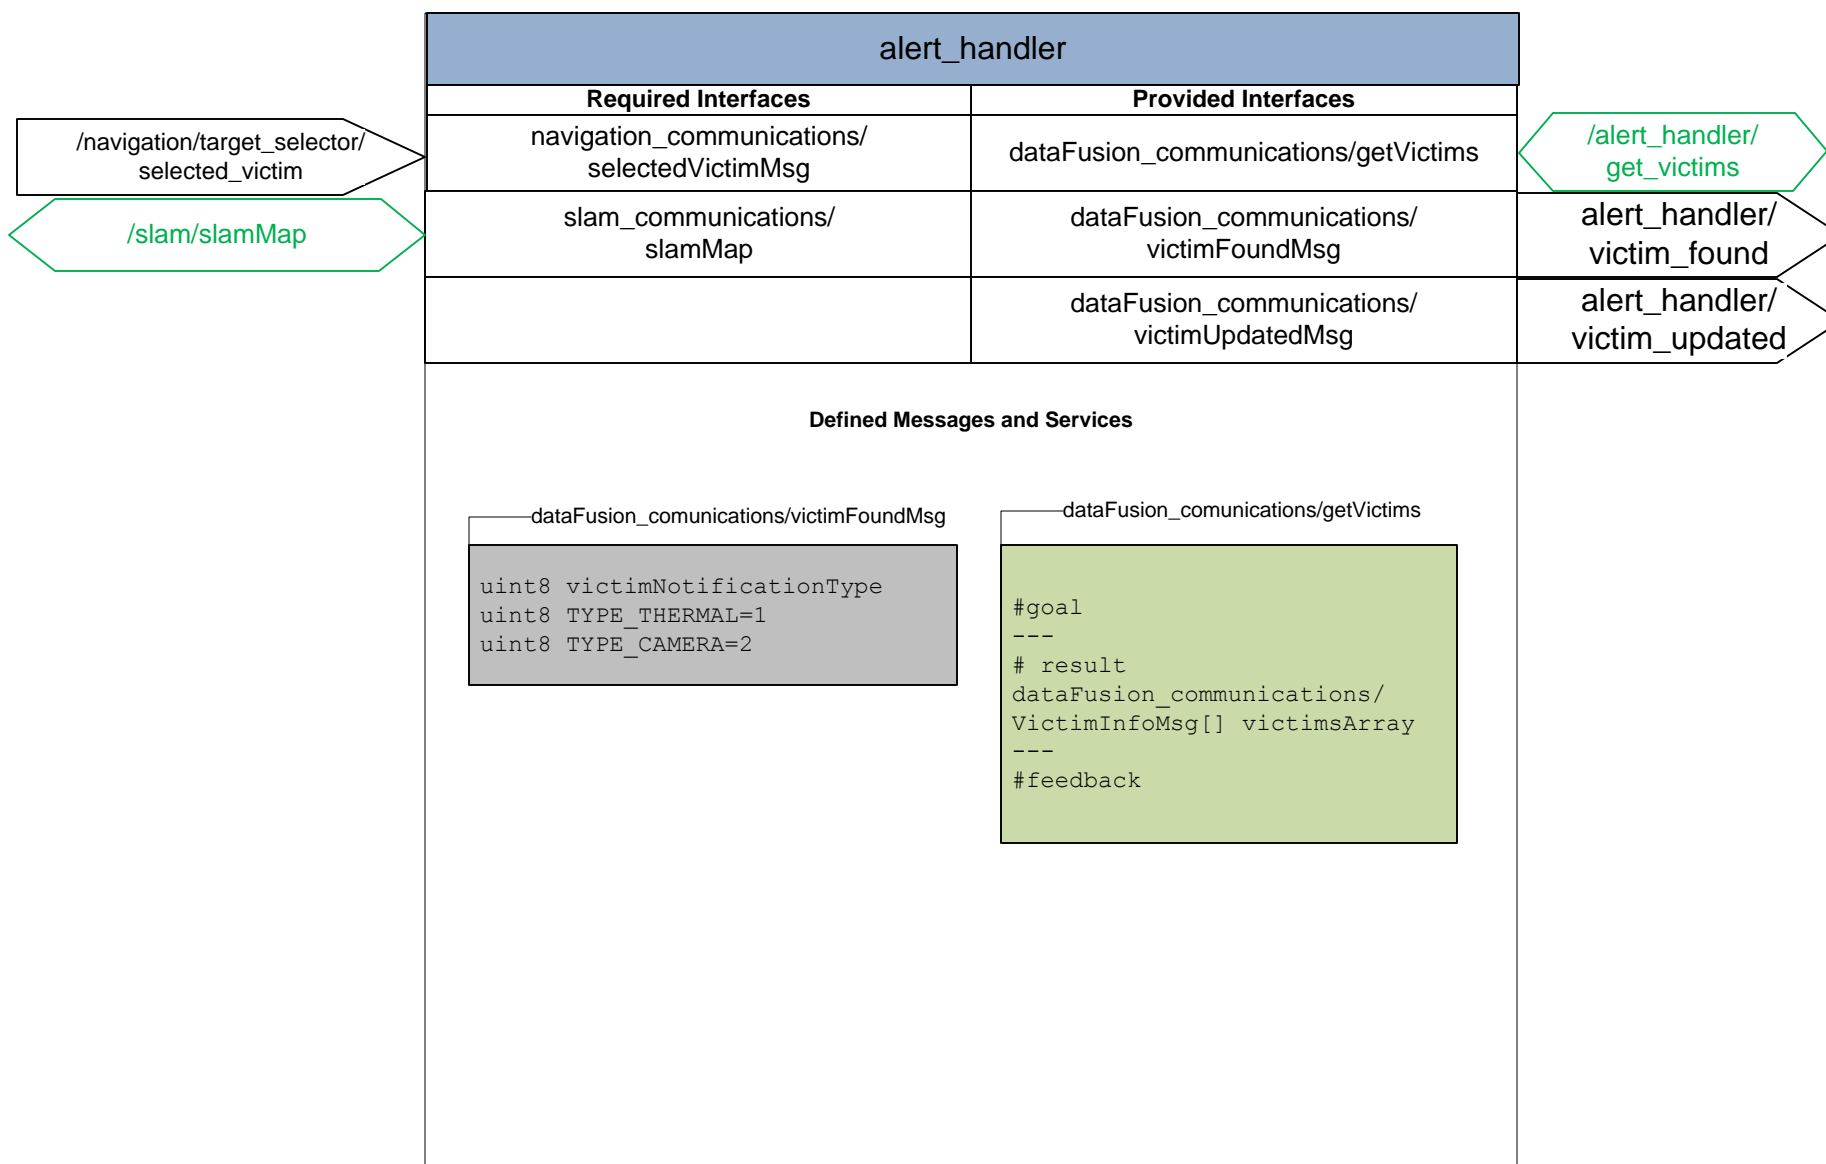 alert_handler
Required Interfaces
Provided Interfaces
/navigation/target_selector/
selected_victim
navigation_communications/
selectedVictimMsg
dataFusion_communications/getVictims
/alert_handler/
get_victims
/slam/slamMap
slam_communications/
slamMap
dataFusion_communications/
victimFoundMsg
alert_handler/
victim_found
dataFusion_communications/
victimUpdatedMsg
alert_handler/
victim_updated
Defined Messages and Services
dataFusion_comunications/victimFoundMsg
uint8 victimNotificationType
uint8 TYPE_THERMAL=1
uint8 TYPE_CAMERA=2
dataFusion_comunications/getVictims
#goal
---
# result
dataFusion_communications/
VictimInfoMsg[] victimsArray
---
#feedback